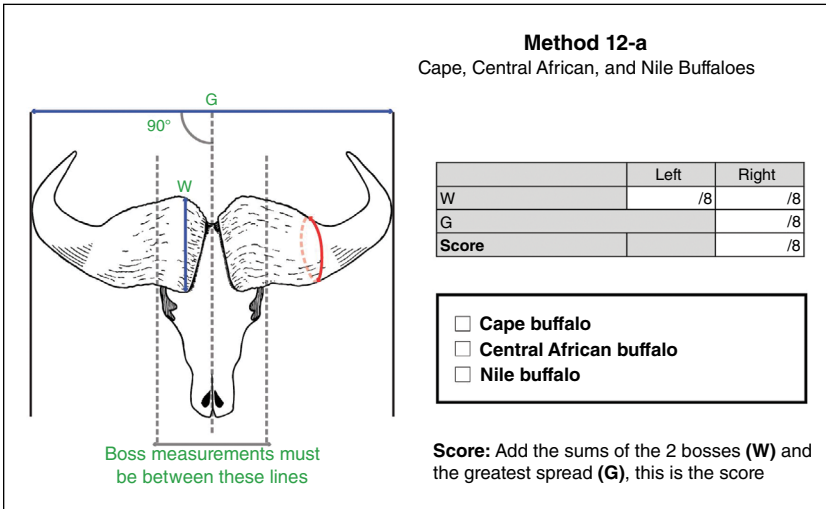 Method 12-a
Cape, Central African, and Nile Buffaloes
G
90°
W
Left Right
W /8 /8
G /8
Score /8
☐ Cape buffalo
☐ Central African buffalo
☐ Nile buffalo
Boss measurements must
be between these lines
Score: Add the sums of the 2 bosses (W) and
the greatest spread (G), this is the score